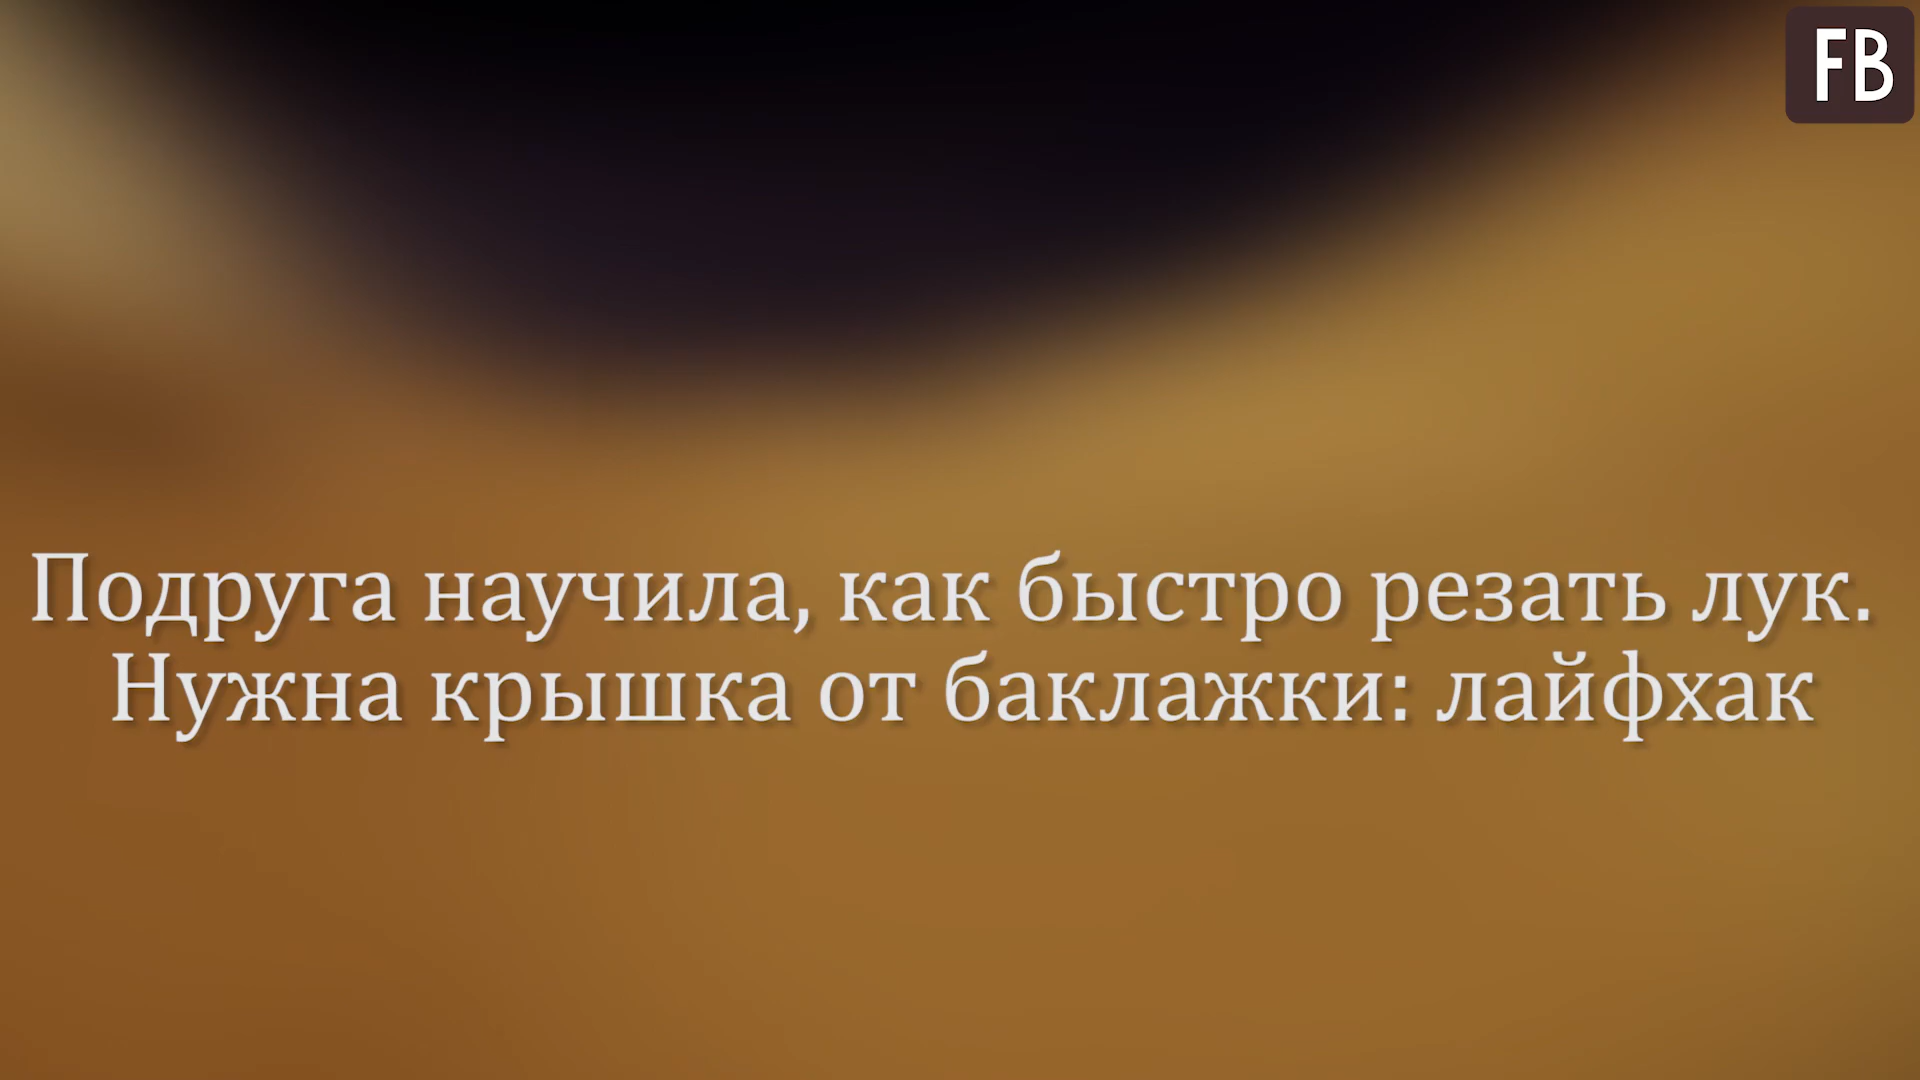 FB
Подруга научила, как быстро резать лук.
Нужна крышка от баклажки: лайфхак